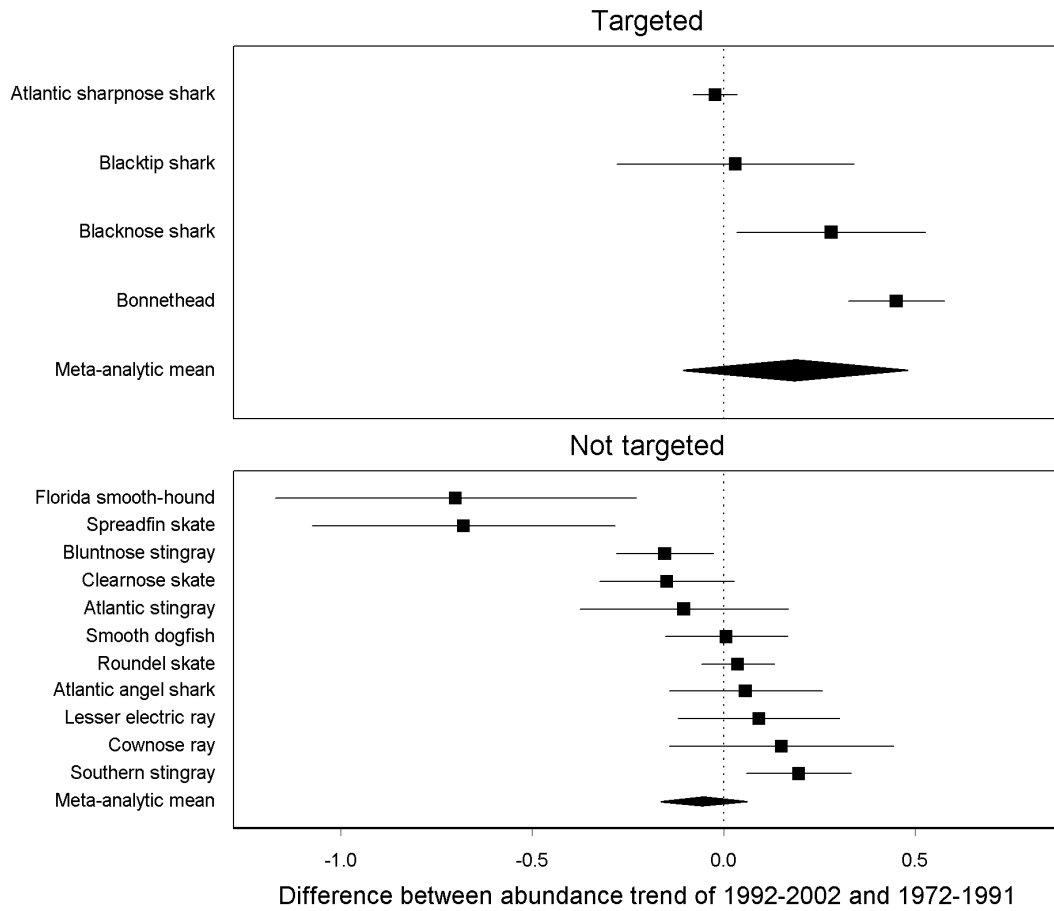 Targeted
Atlantic sharpnose shark
Blacktip shark
Blacknose shark
Bonnethead
Meta-analytic mean
Not targeted
Florida smooth-hound
Spreadfin skate
Bluntnose stingray
Clearnose skate
Atlantic stingray
Smooth dogfish
Roundel skate
Atlantic angel shark
Lesser electric ray
Cownose ray
Southern stingray
Meta-analytic mean
-1.0 -0.5 0.0 0.5
Difference between abundance trend of 1992-2002 and 1972-1991